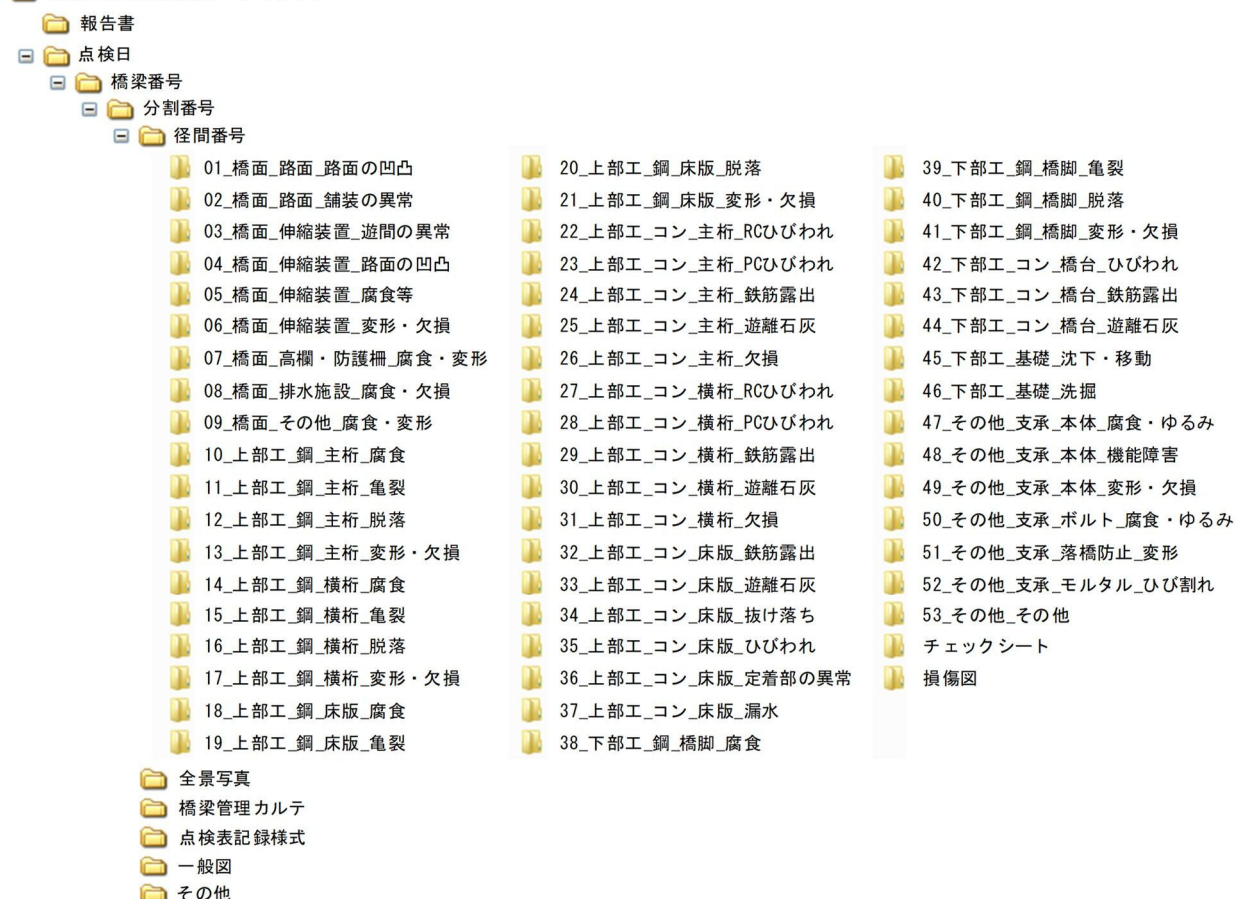 報告書
点検日
橋梁番号
分割番号
径間番号
01_橋面_路面_路面の凹凸
02_橋面_路面_舗装の異常
03_橋面_伸縮装置_遊間の異常
04_橋面_伸縮装置_路面の凹凸
05_橋面_伸縮装置_腐食等
06_橋面_伸縮装置_変形・欠損
07_橋面_高欄・防護柵_腐食・変形
08_橋面_排水施設_腐食・欠損
09_橋面_その他_腐食・変形
10_上部工_鋼_主桁_腐食
11_上部工_鋼_主桁_亀裂
12_上部工_鋼_主桁_脱落
13_上部工_鋼_主桁_変形・欠損
14_上部工_鋼_横桁_腐食
15_上部工_鋼_横桁_亀裂
16_上部工_鋼_横桁_脱落
17_上部工_鋼_横桁_変形・欠損
18_上部工_鋼_床版_腐食
19_上部工_鋼_床版_亀裂
20_上部工_鋼_床版_脱落
21_上部工_鋼_床版_変形・欠損
22_上部工_コン_主桁_RCひびわれ
23_上部工_コン_主桁_PCひびわれ
24_上部工_コン_主桁_鉄筋露出
25_上部工_コン_主桁_遊離石灰
26_上部工_コン_主桁_欠損
27_上部工_コン_横桁_RCひびわれ
28_上部工_コン_横桁_PCひびわれ
29_上部工_コン_横桁_鉄筋露出
30_上部工_コン_横桁_遊離石灰
31_上部工_コン_横桁_欠損
32_上部工_コン_床版_鉄筋露出
33_上部工_コン_床版_遊離石灰
34_上部工_コン_床版_抜け落ち
35_上部工_コン_床版_ひびわれ
36_上部工_コン_床版_定着部の異常
37_上部工_コン_床版_漏水
38_下部工_鋼_橋脚_腐食
39_下部工_鋼_橋脚_亀裂
40_下部工_鋼_橋脚_脱落
41_下部工_鋼_橋脚_変形・欠損
42_下部工_コン_橋台_ひびわれ
43_下部工_コン_橋台_鉄筋露出
44_下部工_コン_橋台_遊離石灰
45_下部工_基礎_沈下・移動
46_下部工_基礎_洗掘
47_その他_支承_本体_腐食・ゆるみ
48_その他_支承_本体_機能障害
49_その他_支承_本体_変形・欠損
50_その他_支承_ボルト_腐食・ゆるみ
51_その他_支承_落橋防止_変形
52_その他_支承_モルタル_ひび割れ
53_その他_その他
チェックシート
損傷図
全景写真
橋梁管理カルテ
点検表記録様式
一般図
その他